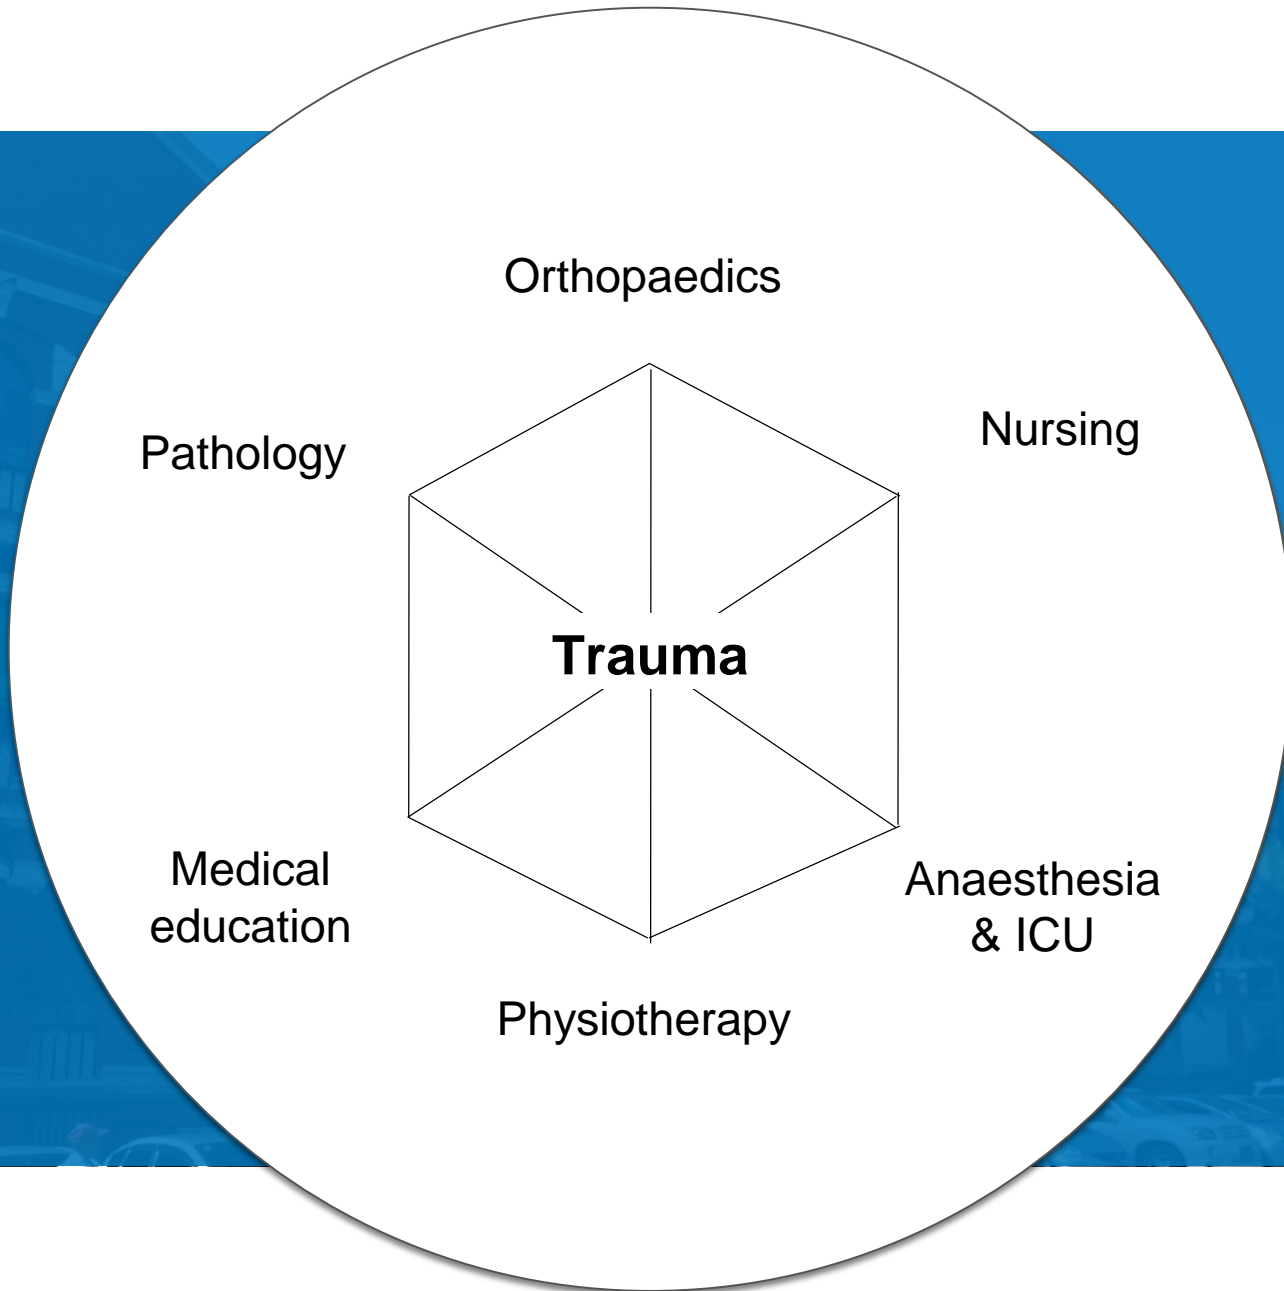 Orthopaedics
Nursing
Pathology
Trauma
Medical
education
Anaesthesia
& ICU
Physiotherapy